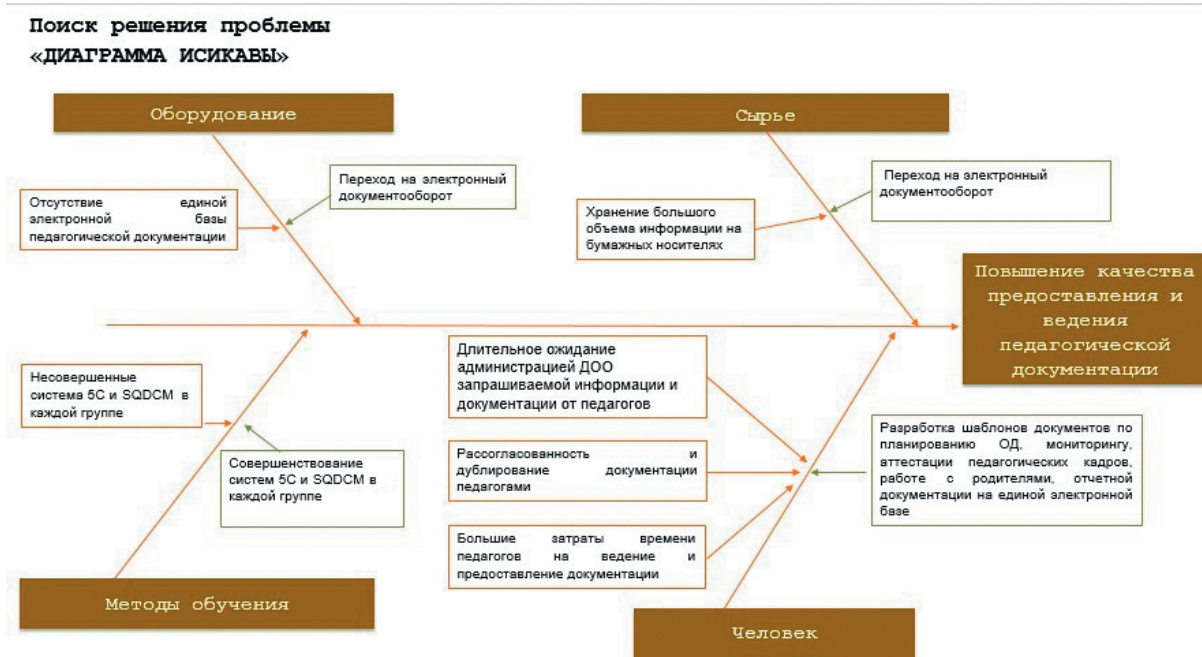 Поиск решения проблемы
«ДИАГРАММА ИСИКАВЫ»
Оборудование
Сырье
Переход на электронный
документооборот
Отсутствие единой
электронной базы
педагогической документации
Переход на электронный
документооборот
Хранение большого
объема информации на
бумажных носителях
Повышение качества
предоставления и
ведения
педагогической
документации
Несовершенные
система 5С и SQDCM в
каждой группе
Совершенствование
систем 5С и SQDCM в
каждой группе
Длительное ожидание
администрацией ДОО
запрашиваемой информации и
документации от педагогов
Рассогласованность и
дублирование документации
педагогами
Большие затраты времени
педагогов на ведение и
предоставление документации
Разработка шаблонов документов по
планированию ОД, мониторингу,
аттестации педагогических кадров,
работе с родителями, отчетной
документации на единой электронной
базе
Методы обучения
Человек